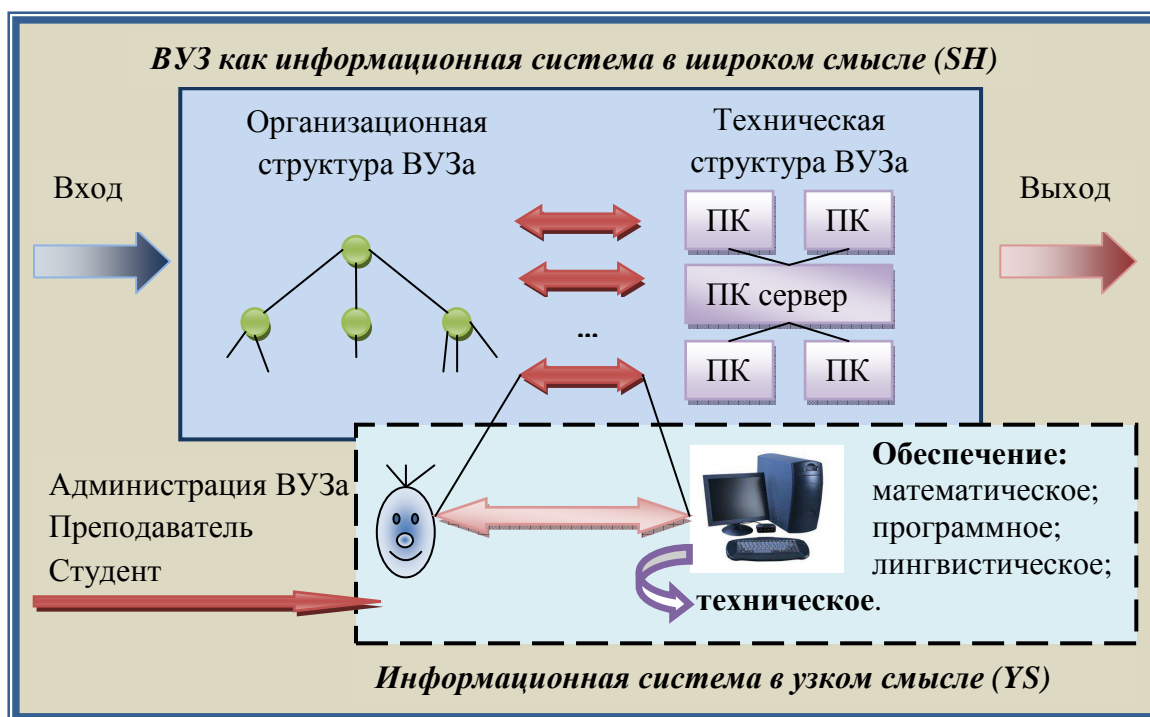 ВУЗ как информационная система в широком смысле (SH)
Организационная
структура ВУЗа
Техническая
структура ВУЗа
Вход
Выход
ПК
ПК
ПК сервер
...
ПК
ПК
Администрация ВУЗа
Преподаватель
Студент
Обеспечение:
математическое;
программное;
лингвистическое;
техническое.
Информационная система в узком смысле (YS)